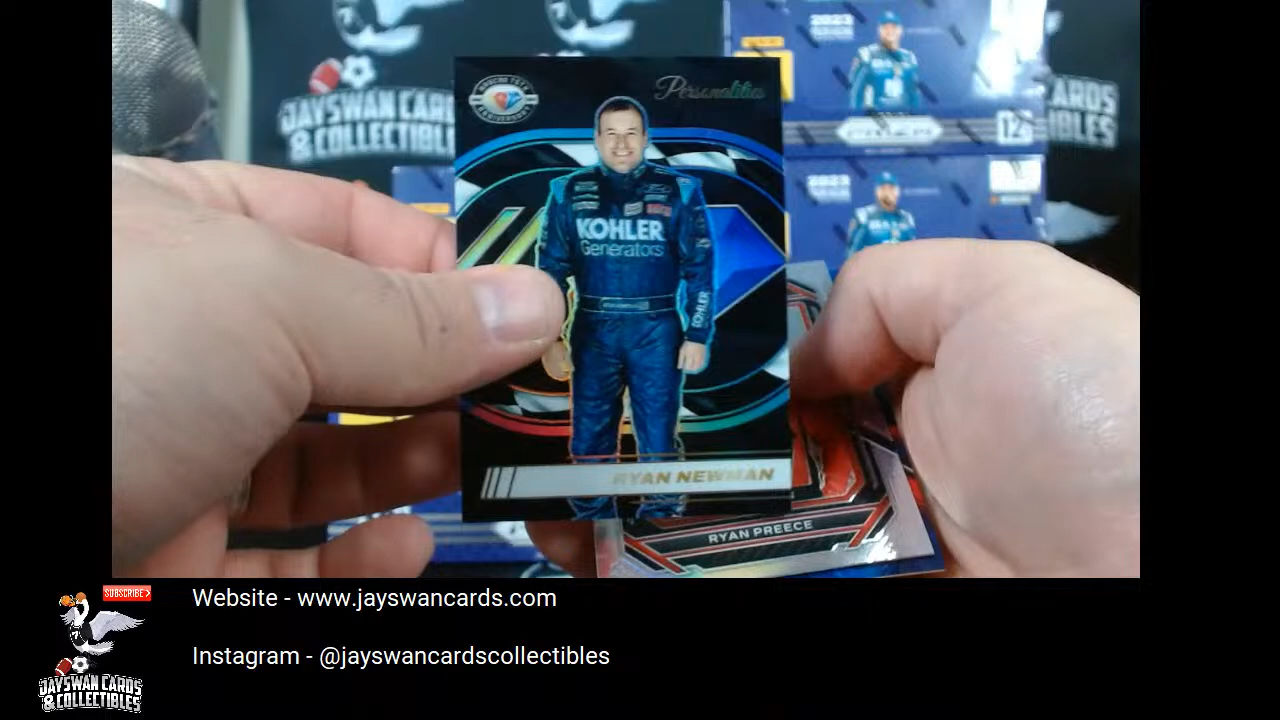 JAYSWAN CARDS
& COLLECTIBLES
2023
PRIZM
12
2023
CARDS
Personalities
KOHLER
Generators
KOHLER
RYAN NEWMAN
RYAN PREECE
SUBSCRIBE
Website - www.jayswancards.com
Instagram - @jayswancardscollectibles
JAYSWAN CARDS
& COLLECTIBLES